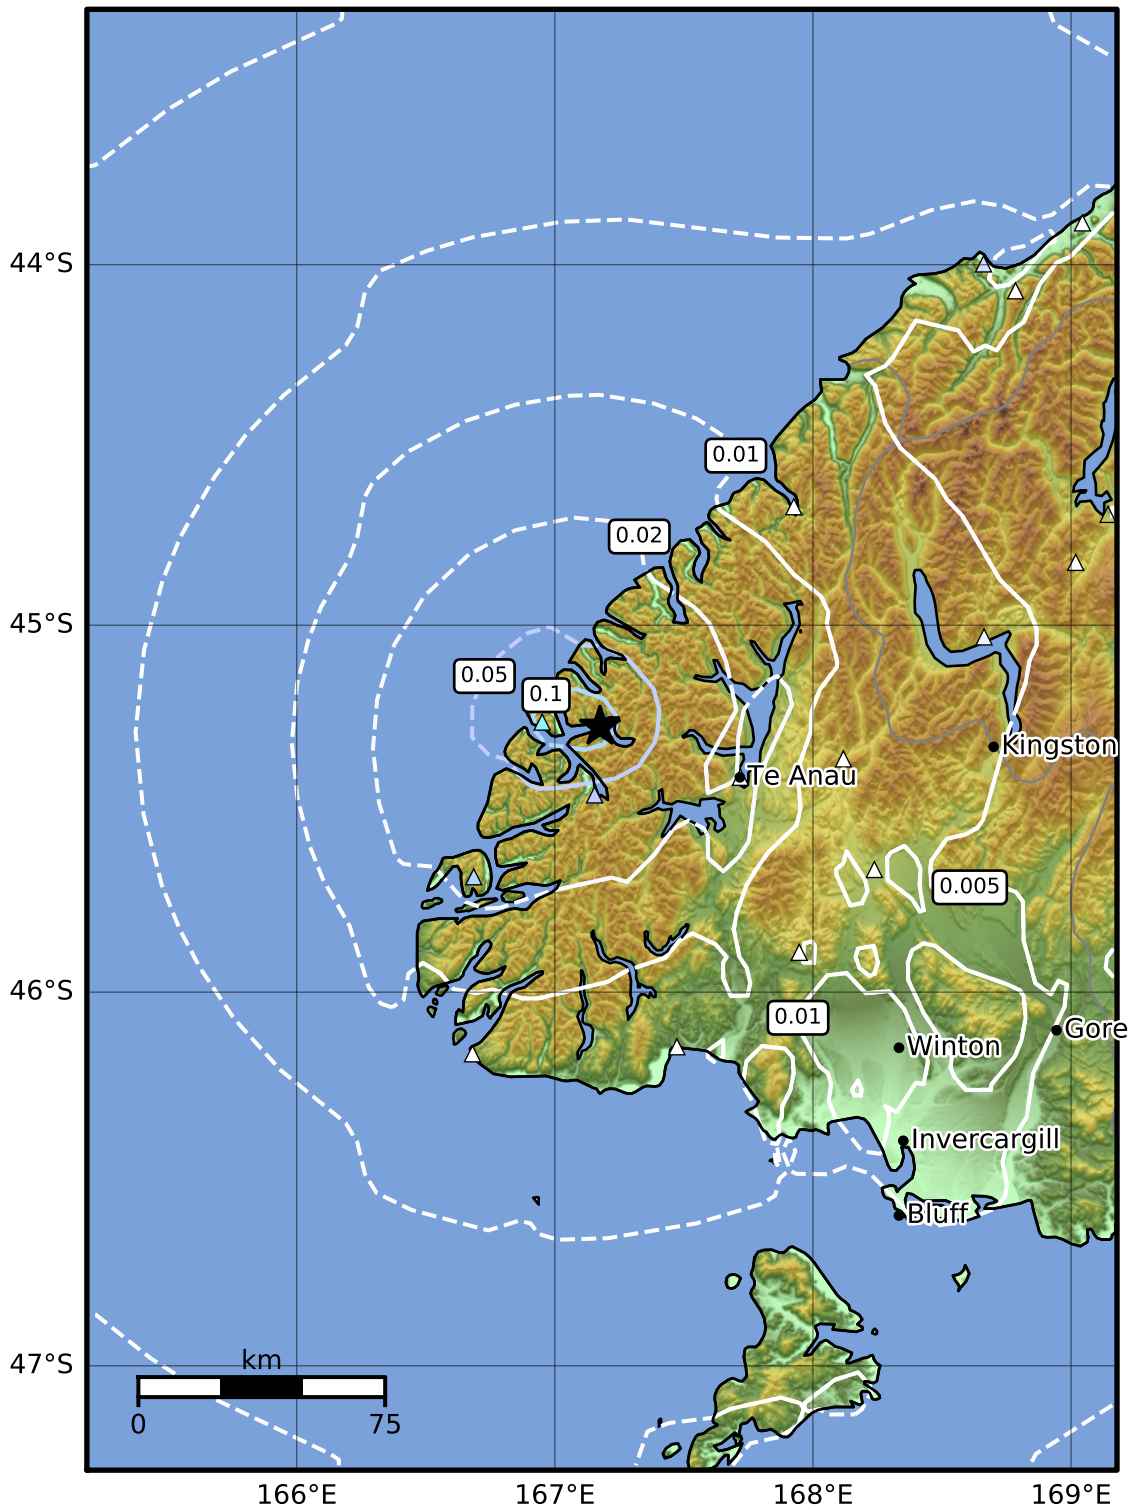 44°S
0.01
0.02
45°S
0.05
0.1
Kingston
Te Anau
0.005
46°S
0.01
Gore
Winton
Invercargill
Bluff
47°S
km
0 75
166°E 167°E 168°E 169°E